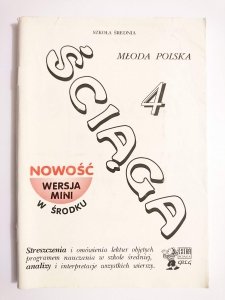 SZKOŁA ŚREDNIA
MŁODA POLSKA
4
ŚCIĄGA
NOWOŚĆ
WERSJA
MINI
W ŚRODKU
Streszczenia i omówienia lektur objętych
programem nauczania w szkole średniej,
analizy i interpretacje wszystkich wierszy.
GREG